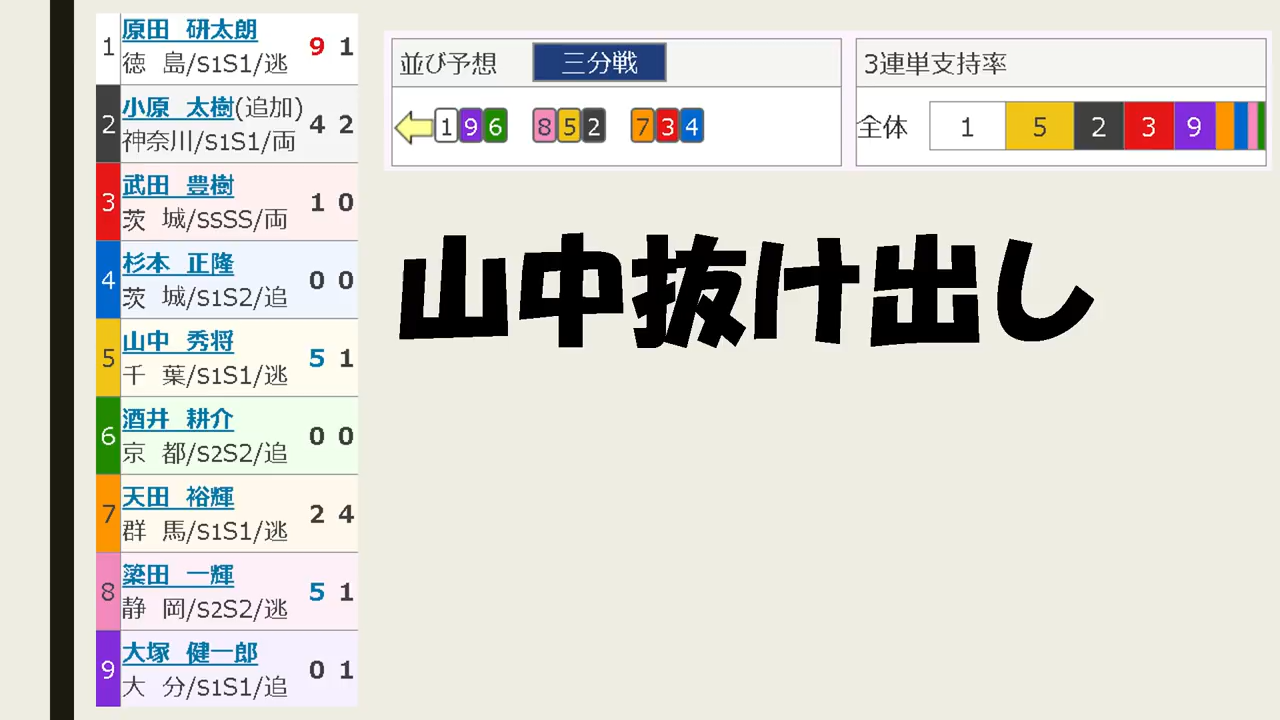 1 原田 研太朗 9 1
徳 島/S1S1/逃
2 小原 太樹(追加) 4 2
神奈川/S1S1/両
3 武田 豊樹 1 0
茨 城/SSSS/両
4 杉本 正隆 0 0
茨 城/S1S2/追
5 山中 秀将 5 1
千 葉/S1S1/逃
6 酒井 耕介 0 0
京 都/S2S2/追
7 天田 裕輝 2 4
群 馬/S1S1/逃
8 簗田 一輝 5 1
静 岡/S2S2/逃
9 大塚 健一郎 0 1
大 分/S1S1/追
並び予想 三分戦
1 9 6 8 5 2 7 3 4
3連単支持率
全体 1 5 2 3 9
山中抜け出し